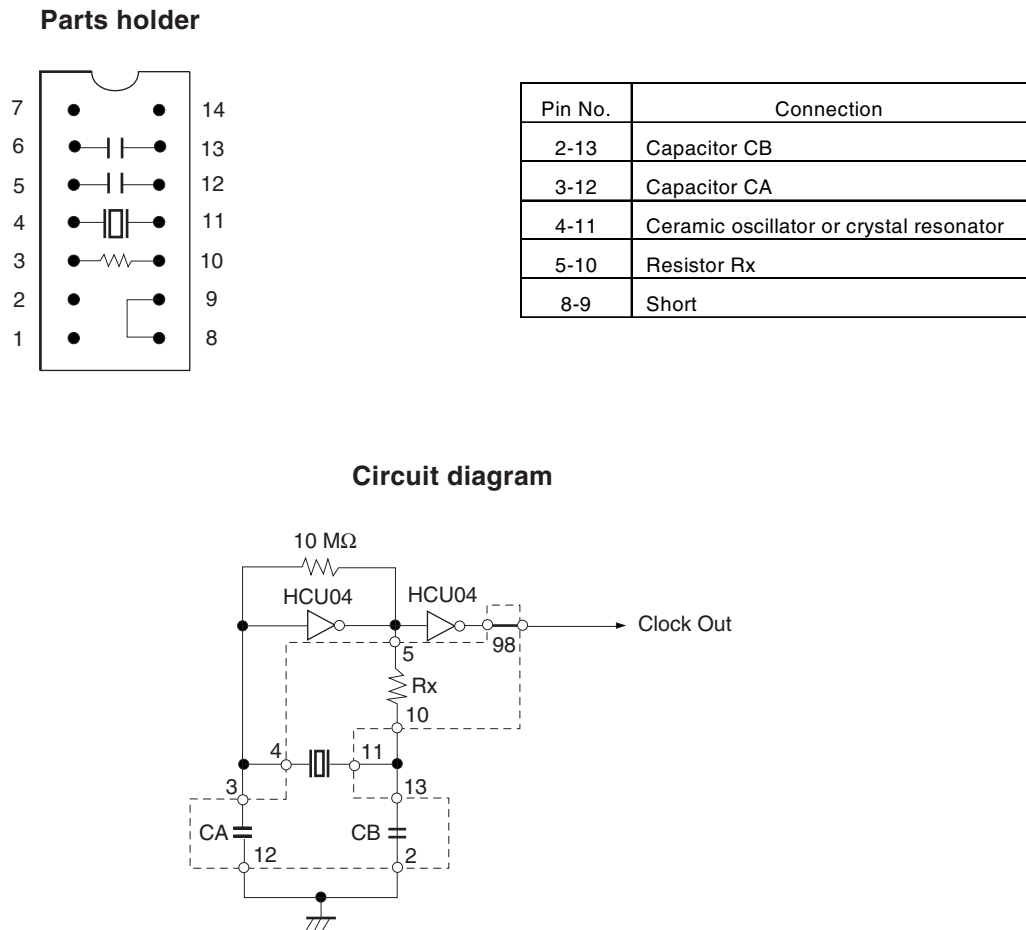 Parts holder
7 14
6 13
5 12
4 11
3 10
2 9
1 8
Pin No. Connection
2-13 Capacitor CB
3-12 Capacitor CA
4-11 Ceramic oscillator or crystal resonator
5-10 Resistor Rx
8-9 Short
Circuit diagram
10 MΩ
HCU04 HCU04
Clock Out
98
5
Rx
10
4 11
3 13
CA CB
12 2